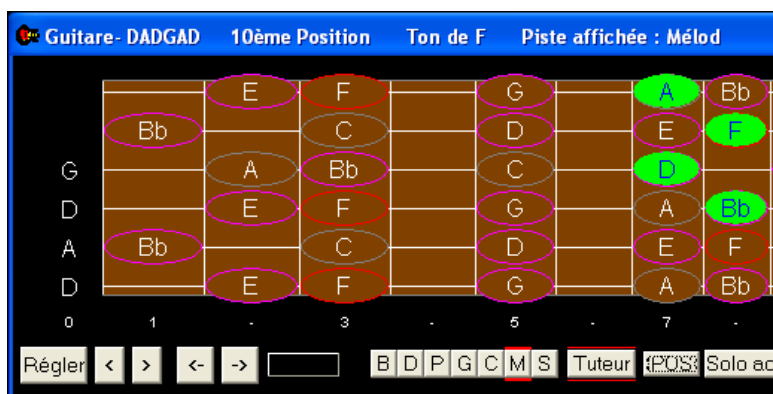 Guitare- DADGAD 10ème Position Ton de F Piste affichée : Mélod
E F G A Bb
Bb C D E F
G A Bb C D
D E F G A Bb
A Bb C D E F
D E F G A Bb
0 1 - 3 . 5 . 7 -
Régler < > <- -> B D P G C M S Tuteur POS Solo ac